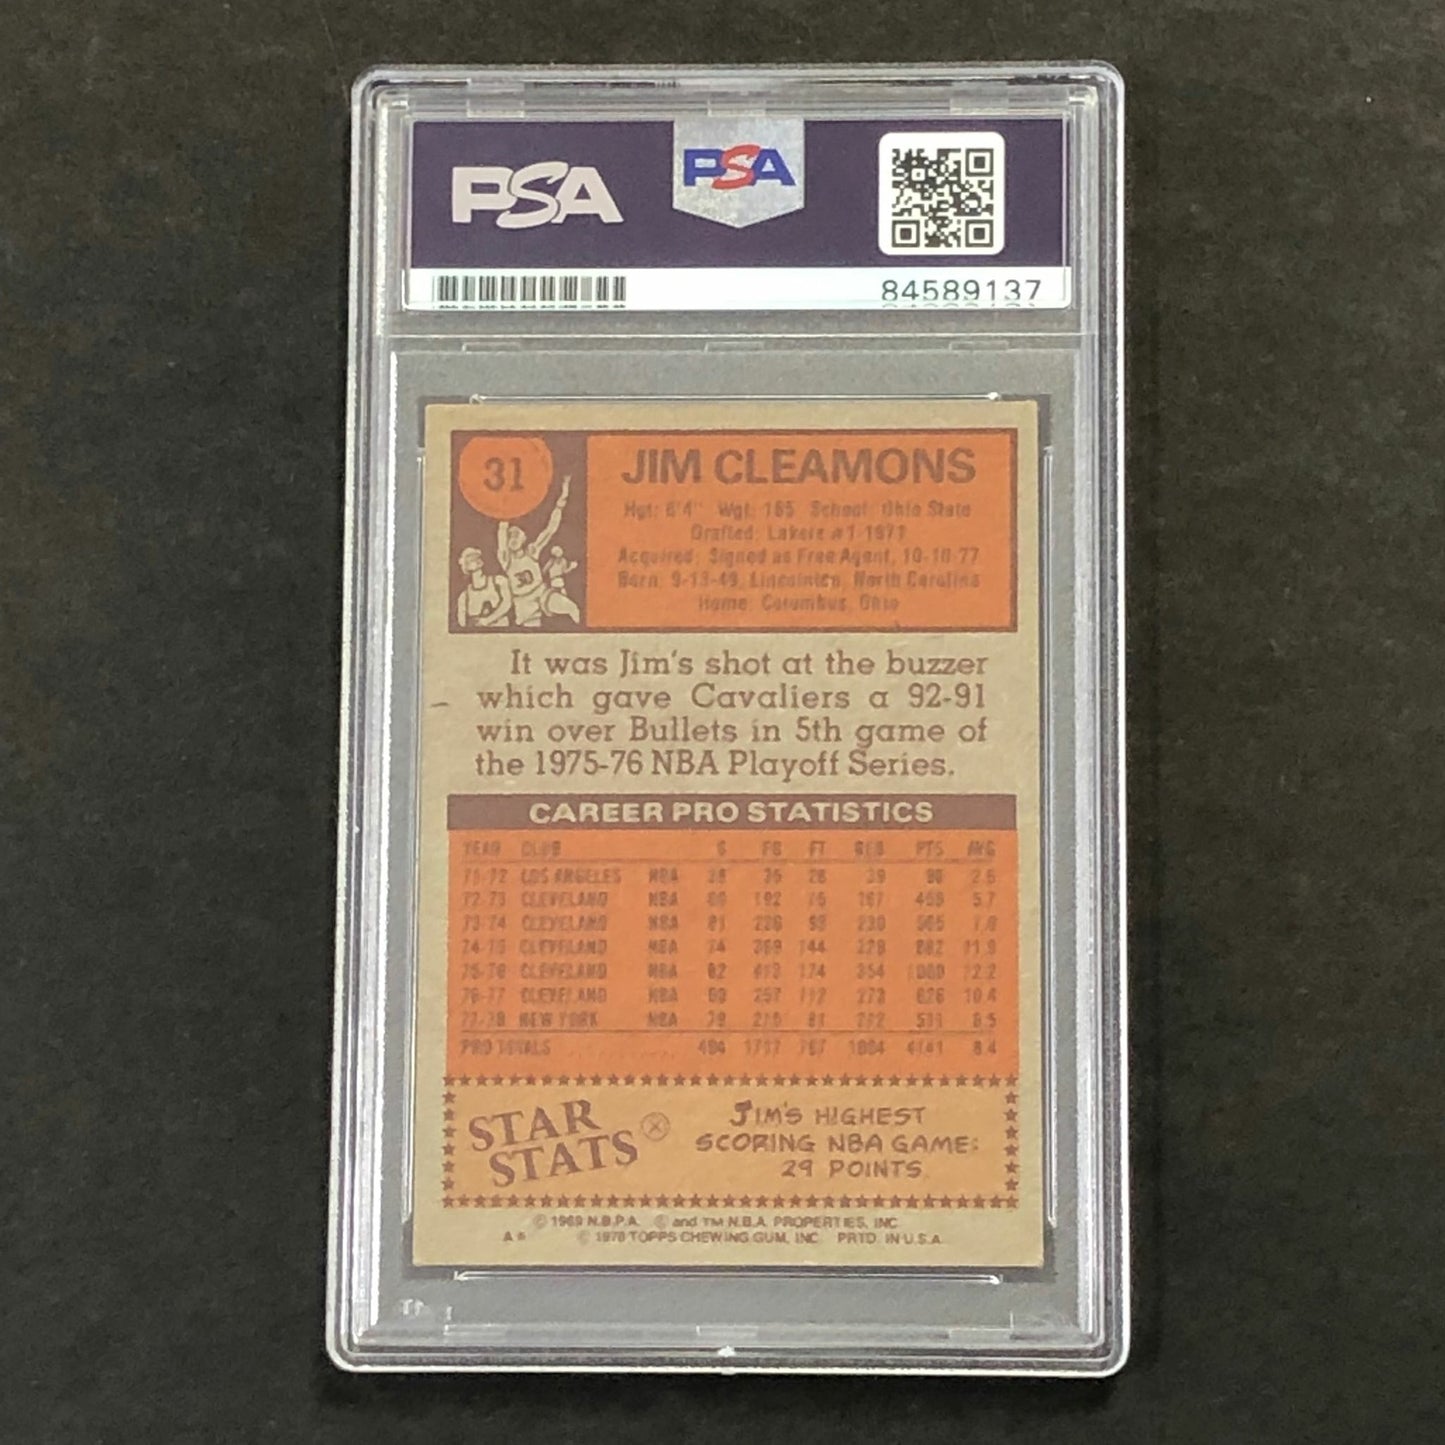 PSA
PSA
84589137
31
JIM CLEAMONS
Hgt: 6'4" Wgt: 185 School: Ohio State
Drafted: Lakers #1-1971
Acquired: Signed as Free Agent, 10-10-77
Born: 9-13-49, Lincolnton, North Carolina
Home: Columbus, Ohio
30
It was Jim's shot at the buzzer
which gave Cavaliers a 92-91
win over Bullets in 5th game of
the 1975-76 NBA Playoff Series.
CAREER PRO STATISTICS
YEAR CLUB G FG FT REB PTS AVG
71-72 LOS ANGELES NBA 38 35 28 39 98 2.6
72-73 CLEVELAND NBA 192 75 167 459 5.7
73-74 CLEVELAND NBA 81 236 93 230 565 7.0
74-75 CLEVELAND NBA 74 369 144 329 882 11.9
75-76 CLEVELAND NBA 82 413 174 354 1000 12.2
76-77 CLEVELAND NBA 60 257 112 273 626 10.4
77-78 NEW YORK NBA 79 215 81 212 511 6.5
PRO TOTALS 494 1717 707 1604 4141 8.4
STAR
STATS
JIM'S HIGHEST
SCORING NBA GAME:
29 POINTS
© 1969 N.B.P.A. © and TM N.B.A. PROPERTIES, INC.
A * © 1978 TOPPS CHEWING GUM, INC. PRTD. IN U.S.A.